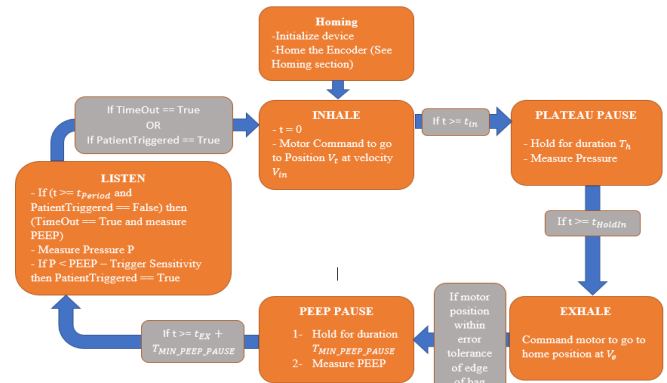 Homing
-Initialize device
-Home the Encoder (See
Homing section)
If TimeOut == True
OR
If PatientTriggered == True
INHALE
- t = 0
- Motor Command to go
to Position V_t at velocity
V_in
If t >= t_in
PLATEAU PAUSE
- Hold for duration T_h
- Measure Pressure
LISTEN
- If (t >= t_Period and
PatientTriggered == False) then
(TimeOut == True and measure
PEEP)
- Measure Pressure P
- If P < PEEP – Trigger Sensitivity
then PatientTriggered == True
If t >= t_HoldIn
If t >= t_EX +
T_MIN_PEEP_PAUSE
PEEP PAUSE
1- Hold for duration
T_MIN_PEEP_PAUSE
2- Measure PEEP
If motor
position
within
error
tolerance
of edge
of bag
EXHALE
Command motor to go to
home position at V_e